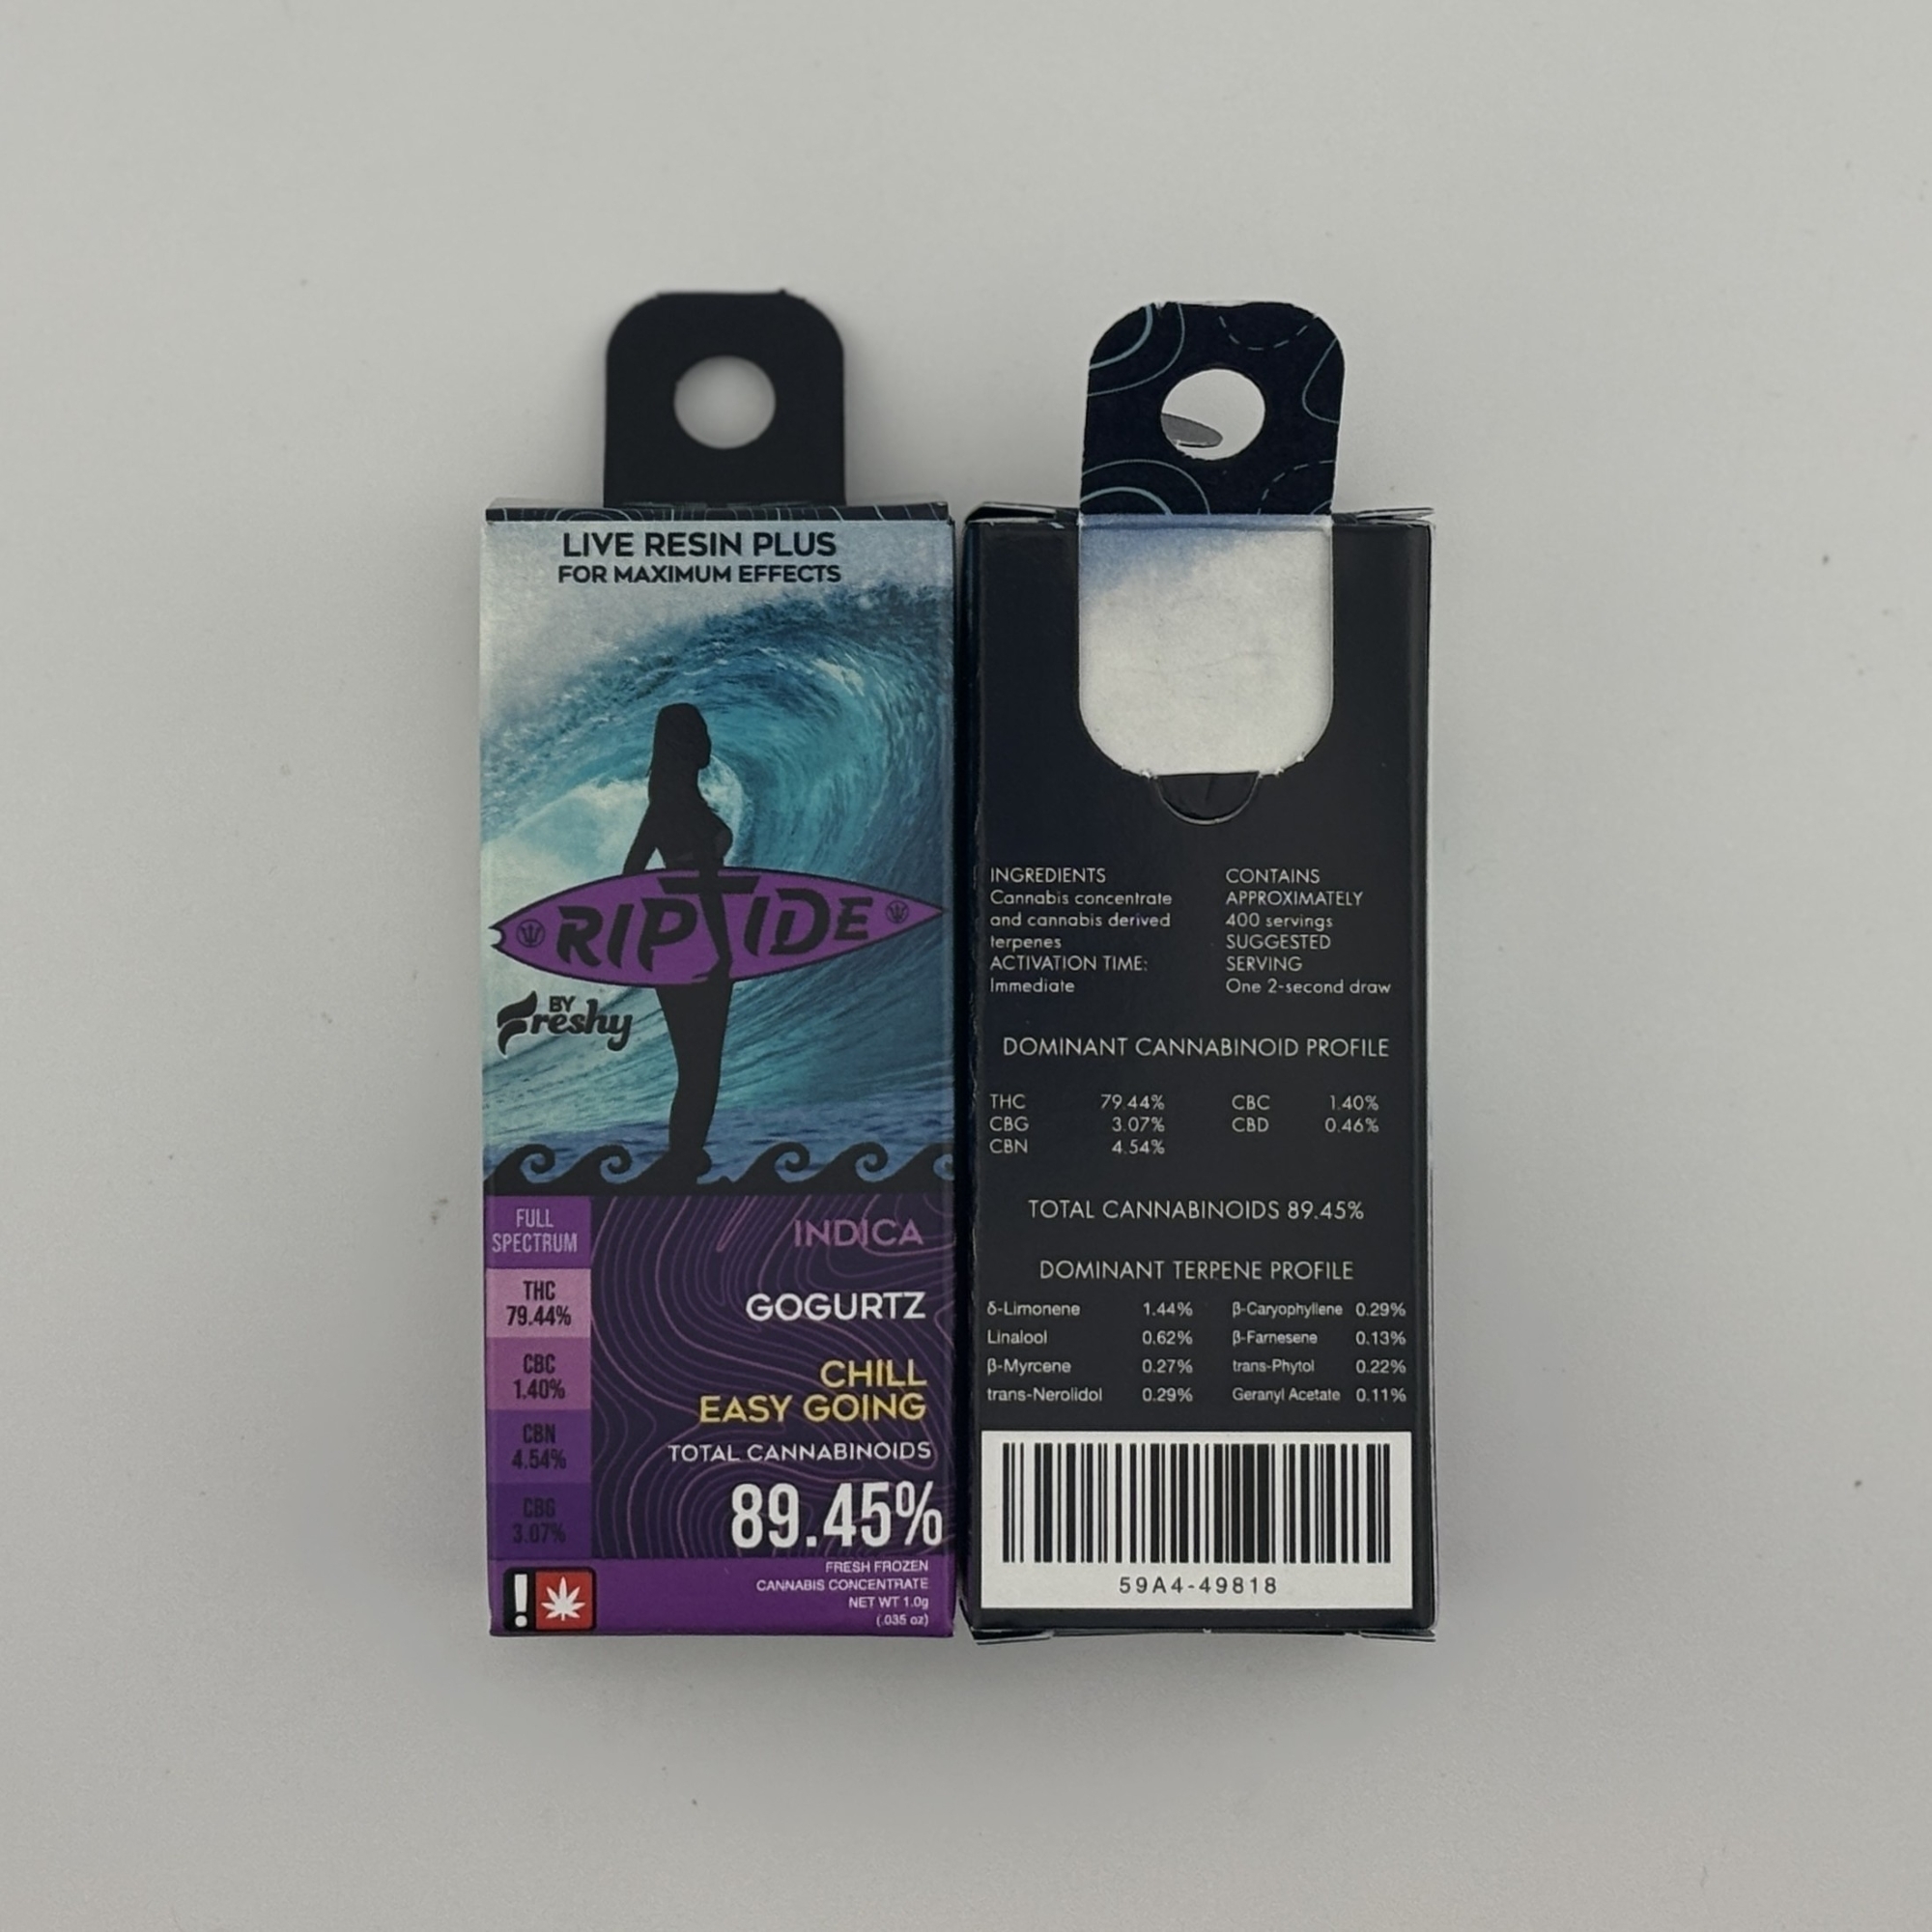 LIVE RESIN PLUS
FOR MAXIMUM EFFECTS
RIPTIDE
BY
Freshy
FULL
SPECTRUM
THC
79.44%
CBC
1.40%
CBN
4.54%
CBG
3.07%
INDICA
GOGURTZ
CHILL
EASY GOING
TOTAL CANNABINOIDS
89.45%
FRESH FROZEN
CANNABIS CONCENTRATE
NET WT 1.0g
(.035 oz)
!
INGREDIENTS
Cannabis concentrate
and cannabis derived
terpenes
ACTIVATION TIME:
Immediate
CONTAINS
APPROXIMATELY
400 servings
SUGGESTED
SERVING
One 2-second draw
DOMINANT CANNABINOID PROFILE
THC 79.44% CBC 1.40%
CBG 3.07% CBD 0.46%
CBN 4.54%
TOTAL CANNABINOIDS 89.45%
DOMINANT TERPENE PROFILE
δ-Limonene 1.44% β-Caryophyllene 0.29%
Linalool 0.62% β-Farnesene 0.13%
β-Myrcene 0.27% trans-Phytol 0.22%
trans-Nerolidol 0.29% Geranyl Acetate 0.11%
59A4-49818